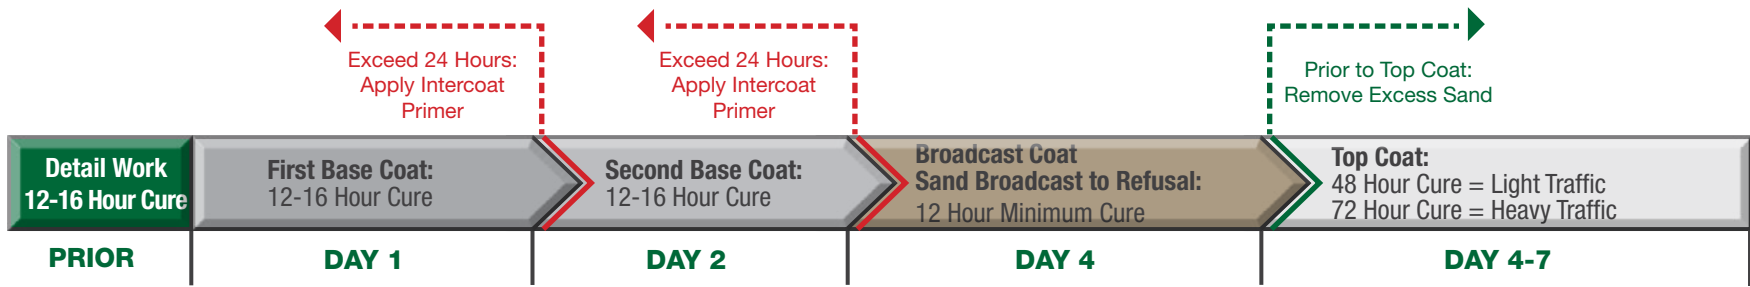 Exceed 24 Hours:
Apply Intercoat
Primer
Exceed 24 Hours:
Apply Intercoat
Primer
Prior to Top Coat:
Remove Excess Sand
Detail Work
12-16 Hour Cure
First Base Coat:
12-16 Hour Cure
Second Base Coat:
12-16 Hour Cure
Broadcast Coat
Sand Broadcast to Refusal:
12 Hour Minimum Cure
Top Coat:
48 Hour Cure = Light Traffic
72 Hour Cure = Heavy Traffic
PRIOR
DAY 1
DAY 2
DAY 4
DAY 4-7